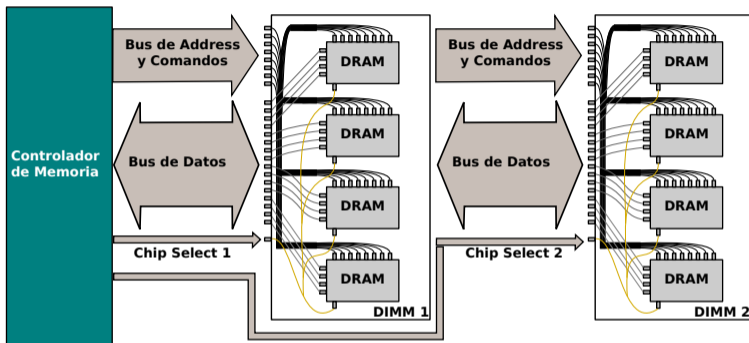 Controlador
de Memoria
Bus de Address
y Comandos
Bus de Datos
Chip Select 1
DRAM
DRAM
DRAM
DRAM
DIMM 1
Bus de Address
y Comandos
Bus de Datos
Chip Select 2
DRAM
DRAM
DRAM
DRAM
DIMM 2